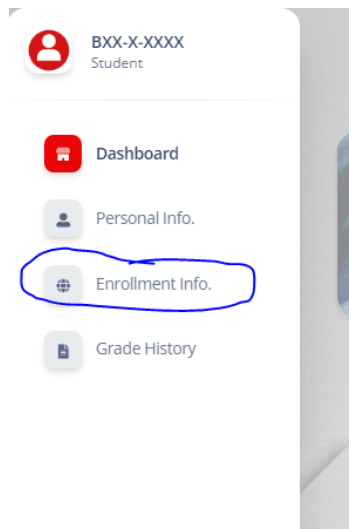 BXX-X-XXXX
Student
Dashboard
Personal Info.
Enrollment Info.
Grade History